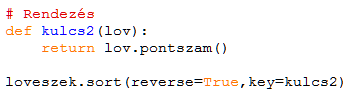 # Rendezés
def kulcs2(lov):
    return lov.pontszam()

loveszek.sort(reverse=True,key=kulcs2)